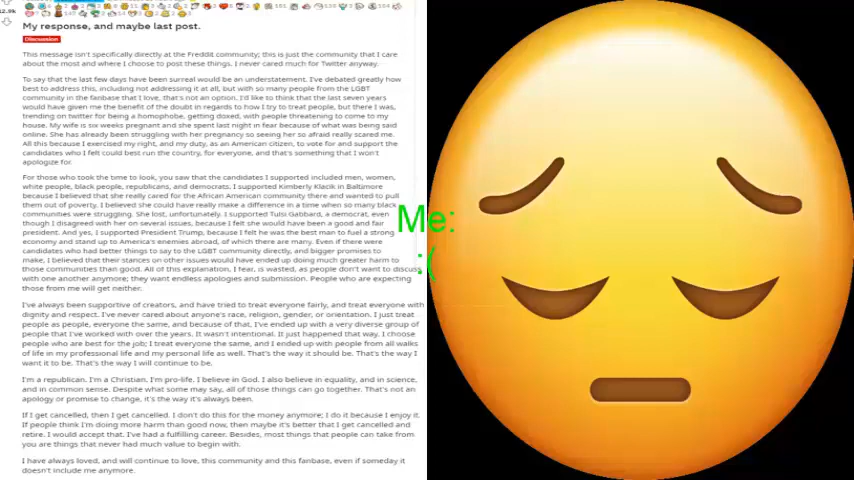 12.9k
My response, and maybe last post.
Discussion
This message isn't specifically directly at the Freddit community; this is just the community that I care
about the most and where I choose to post these things. I never cared much for Twitter anyway.
To say that the last few days have been surreal would be an understatement. I've debated greatly how
best to address this, including not addressing it at all, but with so many people from the LGBT
community in the fanbase that I love, that's not an option. I'd like to think that the last seven years
would have given me the benefit of the doubt in regards to how I try to treat people, but there I was,
trending on twitter for being a homophobe, getting doxed, with people threatening to come to my
house. My wife is six weeks pregnant and she spent last night in fear because of what was being said
online. She has already been struggling with her pregnancy so seeing her so afraid really scared me.
All this because I exercised my right, and my duty, as an American citizen, to vote for and support the
candidates who I felt could best run the country, for everyone, and that's something that I won't
apologize for.
For those who took the time to look, you saw that the candidates I supported included men, women,
white people, black people, republicans, and democrats. I supported Kimberly Klacik in Baltimore
because I believed that she really cared for the African American community there and wanted to pull
them out of poverty. I believed she could have really make a difference in a time when so many black
communities were struggling. She lost, unfortunately. I supported Tulsi Gabbard, a democrat, even
though I disagreed with her on several issues, because I felt she would have been a good and fair
president. And yes, I supported President Trump, because I felt he was the best man to fuel a strong
economy and stand up to America's enemies abroad, of which there are many. Even if there were
candidates who had better things to say to the LGBT community directly, and bigger promises to
make, I believed that their stances on other issues would have ended up doing much greater harm to
those communities than good. All of this explanation, I fear, is wasted, as people don't want to discuss
with one another anymore; they want endless apologies and submission. People who are expecting
those from me will get neither.
I've always been supportive of creators, and have tried to treat everyone fairly, and treat everyone with
dignity and respect. I've never cared about anyone's race, religion, gender, or orientation. I just treat
people as people, everyone the same, and because of that, I've ended up with a very diverse group of
people that I've worked with over the years. It wasn't intentional. It just happened that way. I choose
people who are best for the job; I treat everyone the same, and I ended up with people from all walks
of life in my professional life and my personal life as well. That's the way it should be. That's the way I
want it to be. That's the way I will continue to be.
I'm a republican. I'm a Christian. I'm pro-life. I believe in God. I also believe in equality, and in science,
and in common sense. Despite what some may say, all of those things can go together. That's not an
apology or promise to change, it's the way it's always been.
If I get cancelled, then I get cancelled. I don't do this for the money anymore; I do it because I enjoy it.
If people think I'm doing more harm than good now, then maybe it's better that I get cancelled and
retire. I would accept that. I've had a fulfilling career. Besides, most things that people can take from
you are things that never had much value to begin with.
I have always loved, and will continue to love, this community and this fanbase, even if someday it
doesn't include me anymore.
Me:
:(